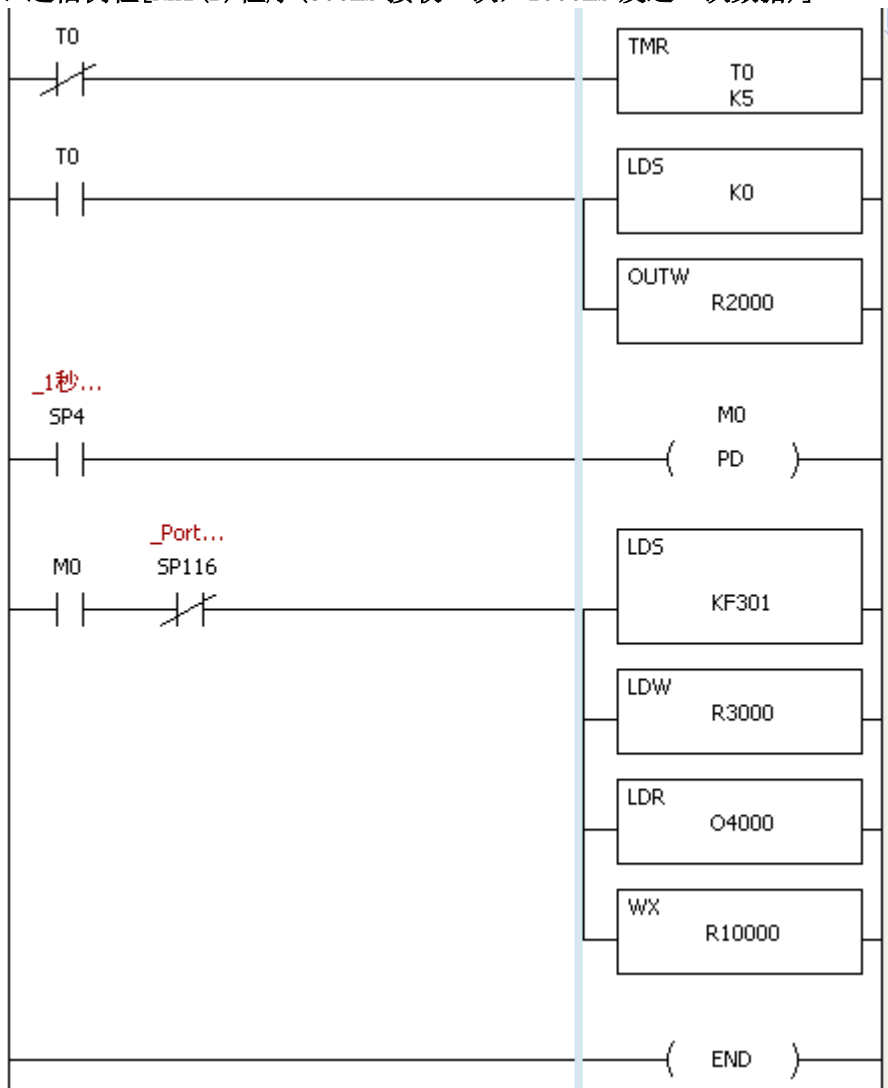 T0
TMR
T0
K5
T0
LDS
K0
OUTW
R2000
_1秒...
SP4
M0
PD
_Port...
M0
SP116
LDS
KF301
LDW
R3000
LDR
O4000
WX
R10000
END